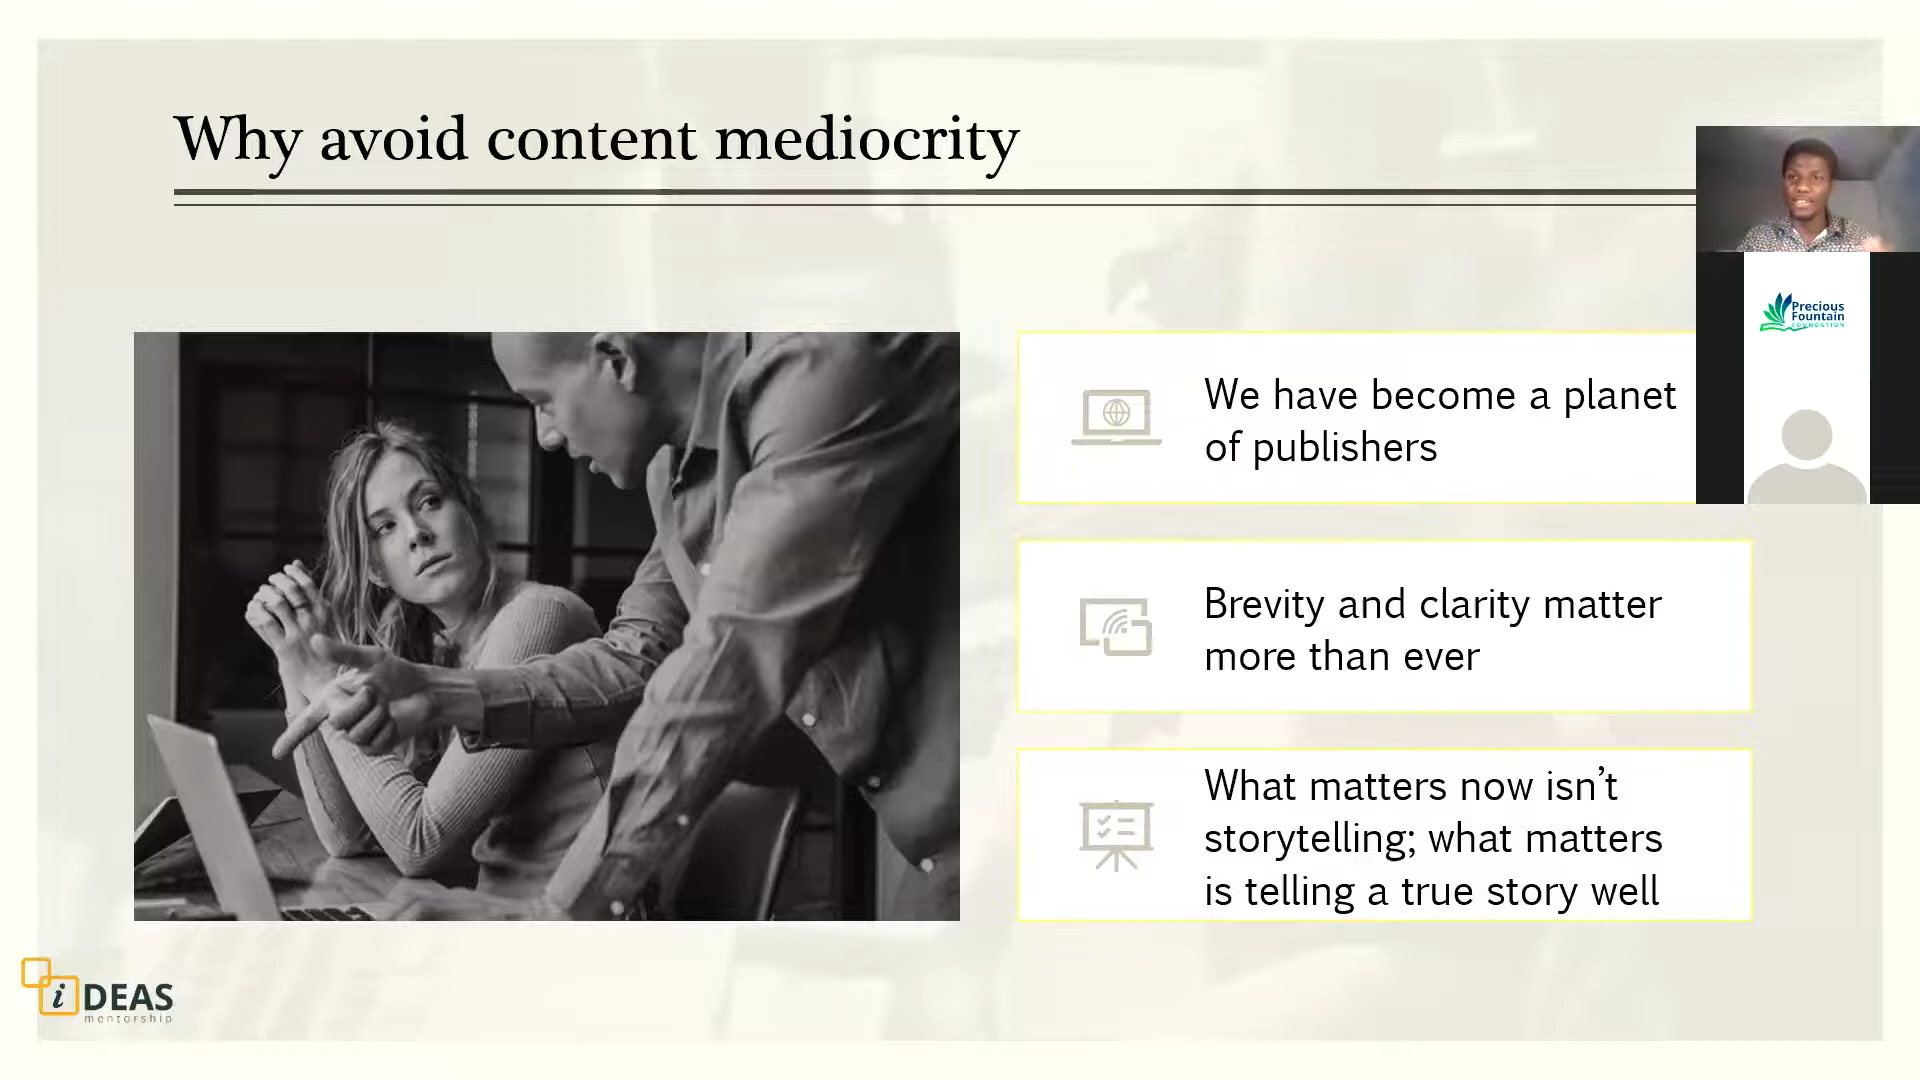 Why avoid content mediocrity
We have become a planet
of publishers
Brevity and clarity matter
more than ever
What matters now isn’t
storytelling; what matters
is telling a true story well
Precious
Fountain
FOUNDATION
iDEAS
mentorship